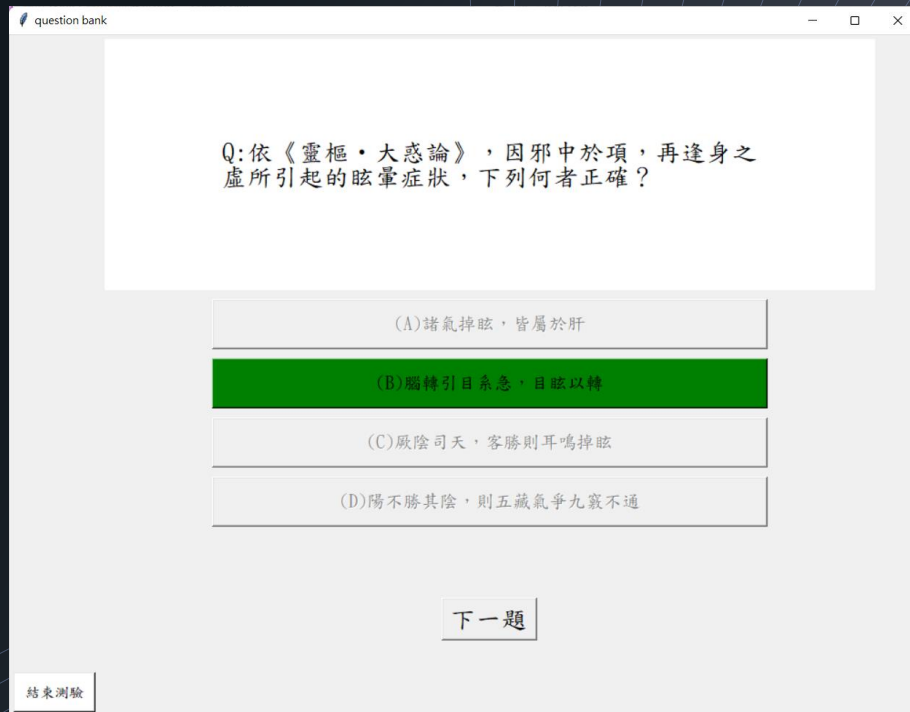 question bank
Q:依《靈樞·大惑論》,因邪中於項,再逢身之
虛所引起的眩暈症狀,下列何者正確?
(A)諸氣掉眩,皆屬於肝
(B)腦轉引目系急,目眩以轉
(C)厥陰司天,客勝則耳鳴掉眩
(D)陽不勝其陰,則五藏氣爭九竅不通
下一題
結束測驗